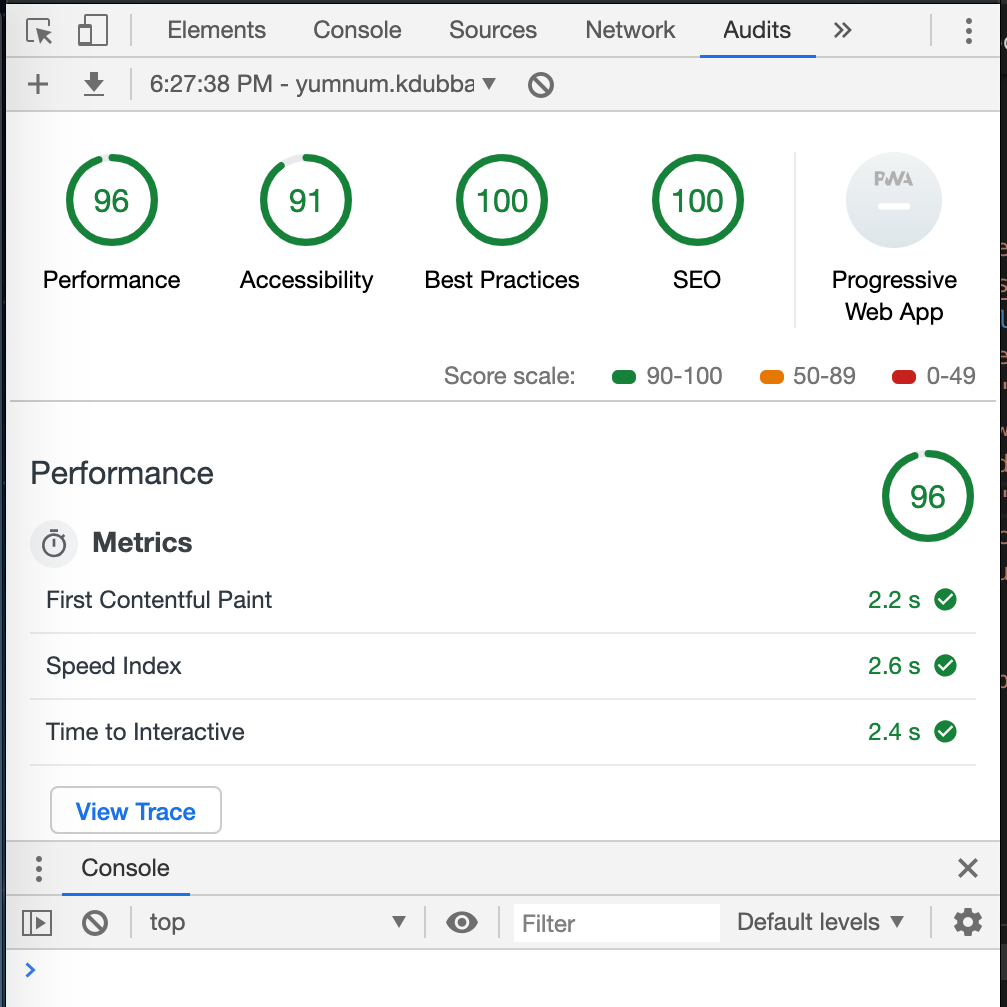 Elements Console Sources Network Audits »
6:27:38 PM - yumnum.kdubba
96 91 100 100 PWA
Performance Accessibility Best Practices SEO Progressive
Web App
Score scale: 90-100 50-89 0-49
Performance 96
Metrics
First Contentful Paint 2.2 s
Speed Index 2.6 s
Time to Interactive 2.4 s
View Trace
Console
top Filter Default levels